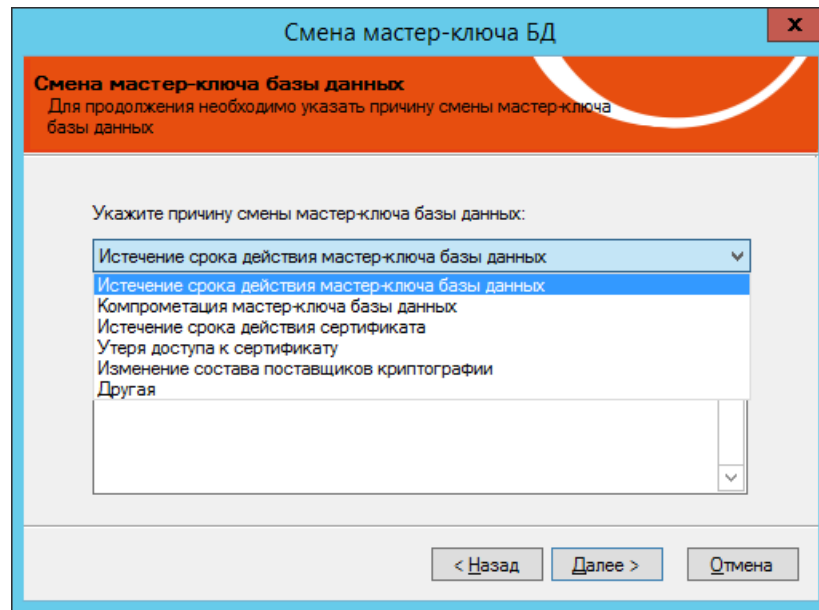 Смена мастер-ключа БД
x
Смена мастер-ключа базы данных
Для продолжения необходимо указать причину смены мастер-ключа
базы данных
Укажите причину смены мастер-ключа базы данных:
Истечение срока действия мастер-ключа базы данных
Истечение срока действия мастер-ключа базы данных
Компрометация мастер-ключа базы данных
Истечение срока действия сертификата
Утеря доступа к сертификату
Изменение состава поставщиков криптографии
Другая
< Назад Далее > Отмена